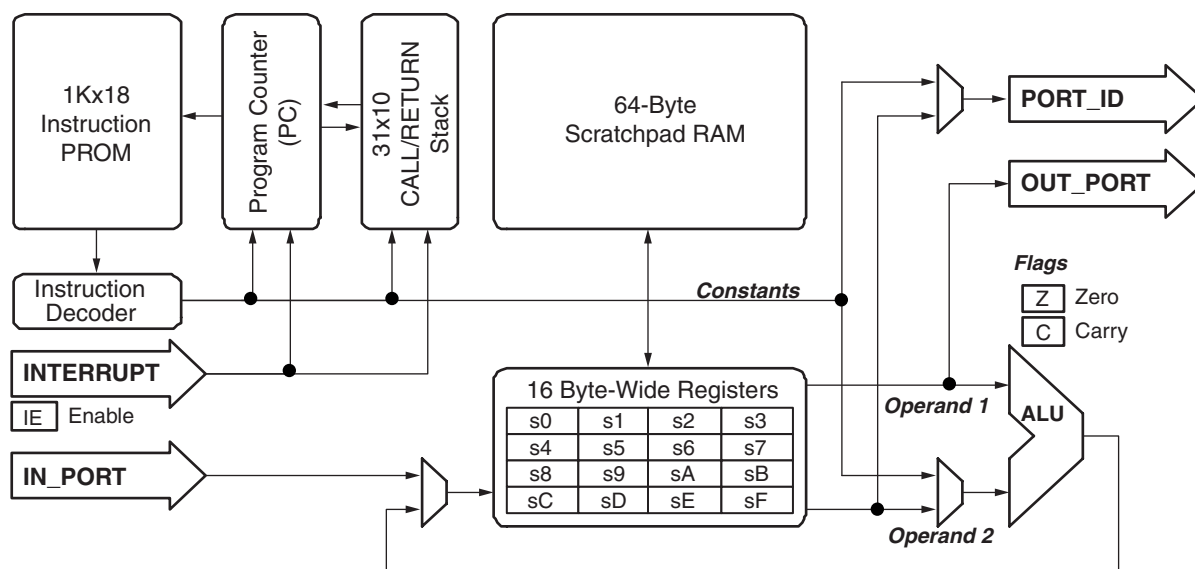 1Kx18
Instruction
PROM
Program Counter
(PC)
31x10
CALL/RETURN
Stack
64-Byte
Scratchpad RAM
PORT_ID
OUT_PORT
Instruction
Decoder
Constants
Flags
Z Zero
C Carry
INTERRUPT
IE Enable
IN_PORT
16 Byte-Wide Registers
s0 s1 s2 s3
s4 s5 s6 s7
s8 s9 sA sB
sC sD sE sF
Operand 1
ALU
Operand 2